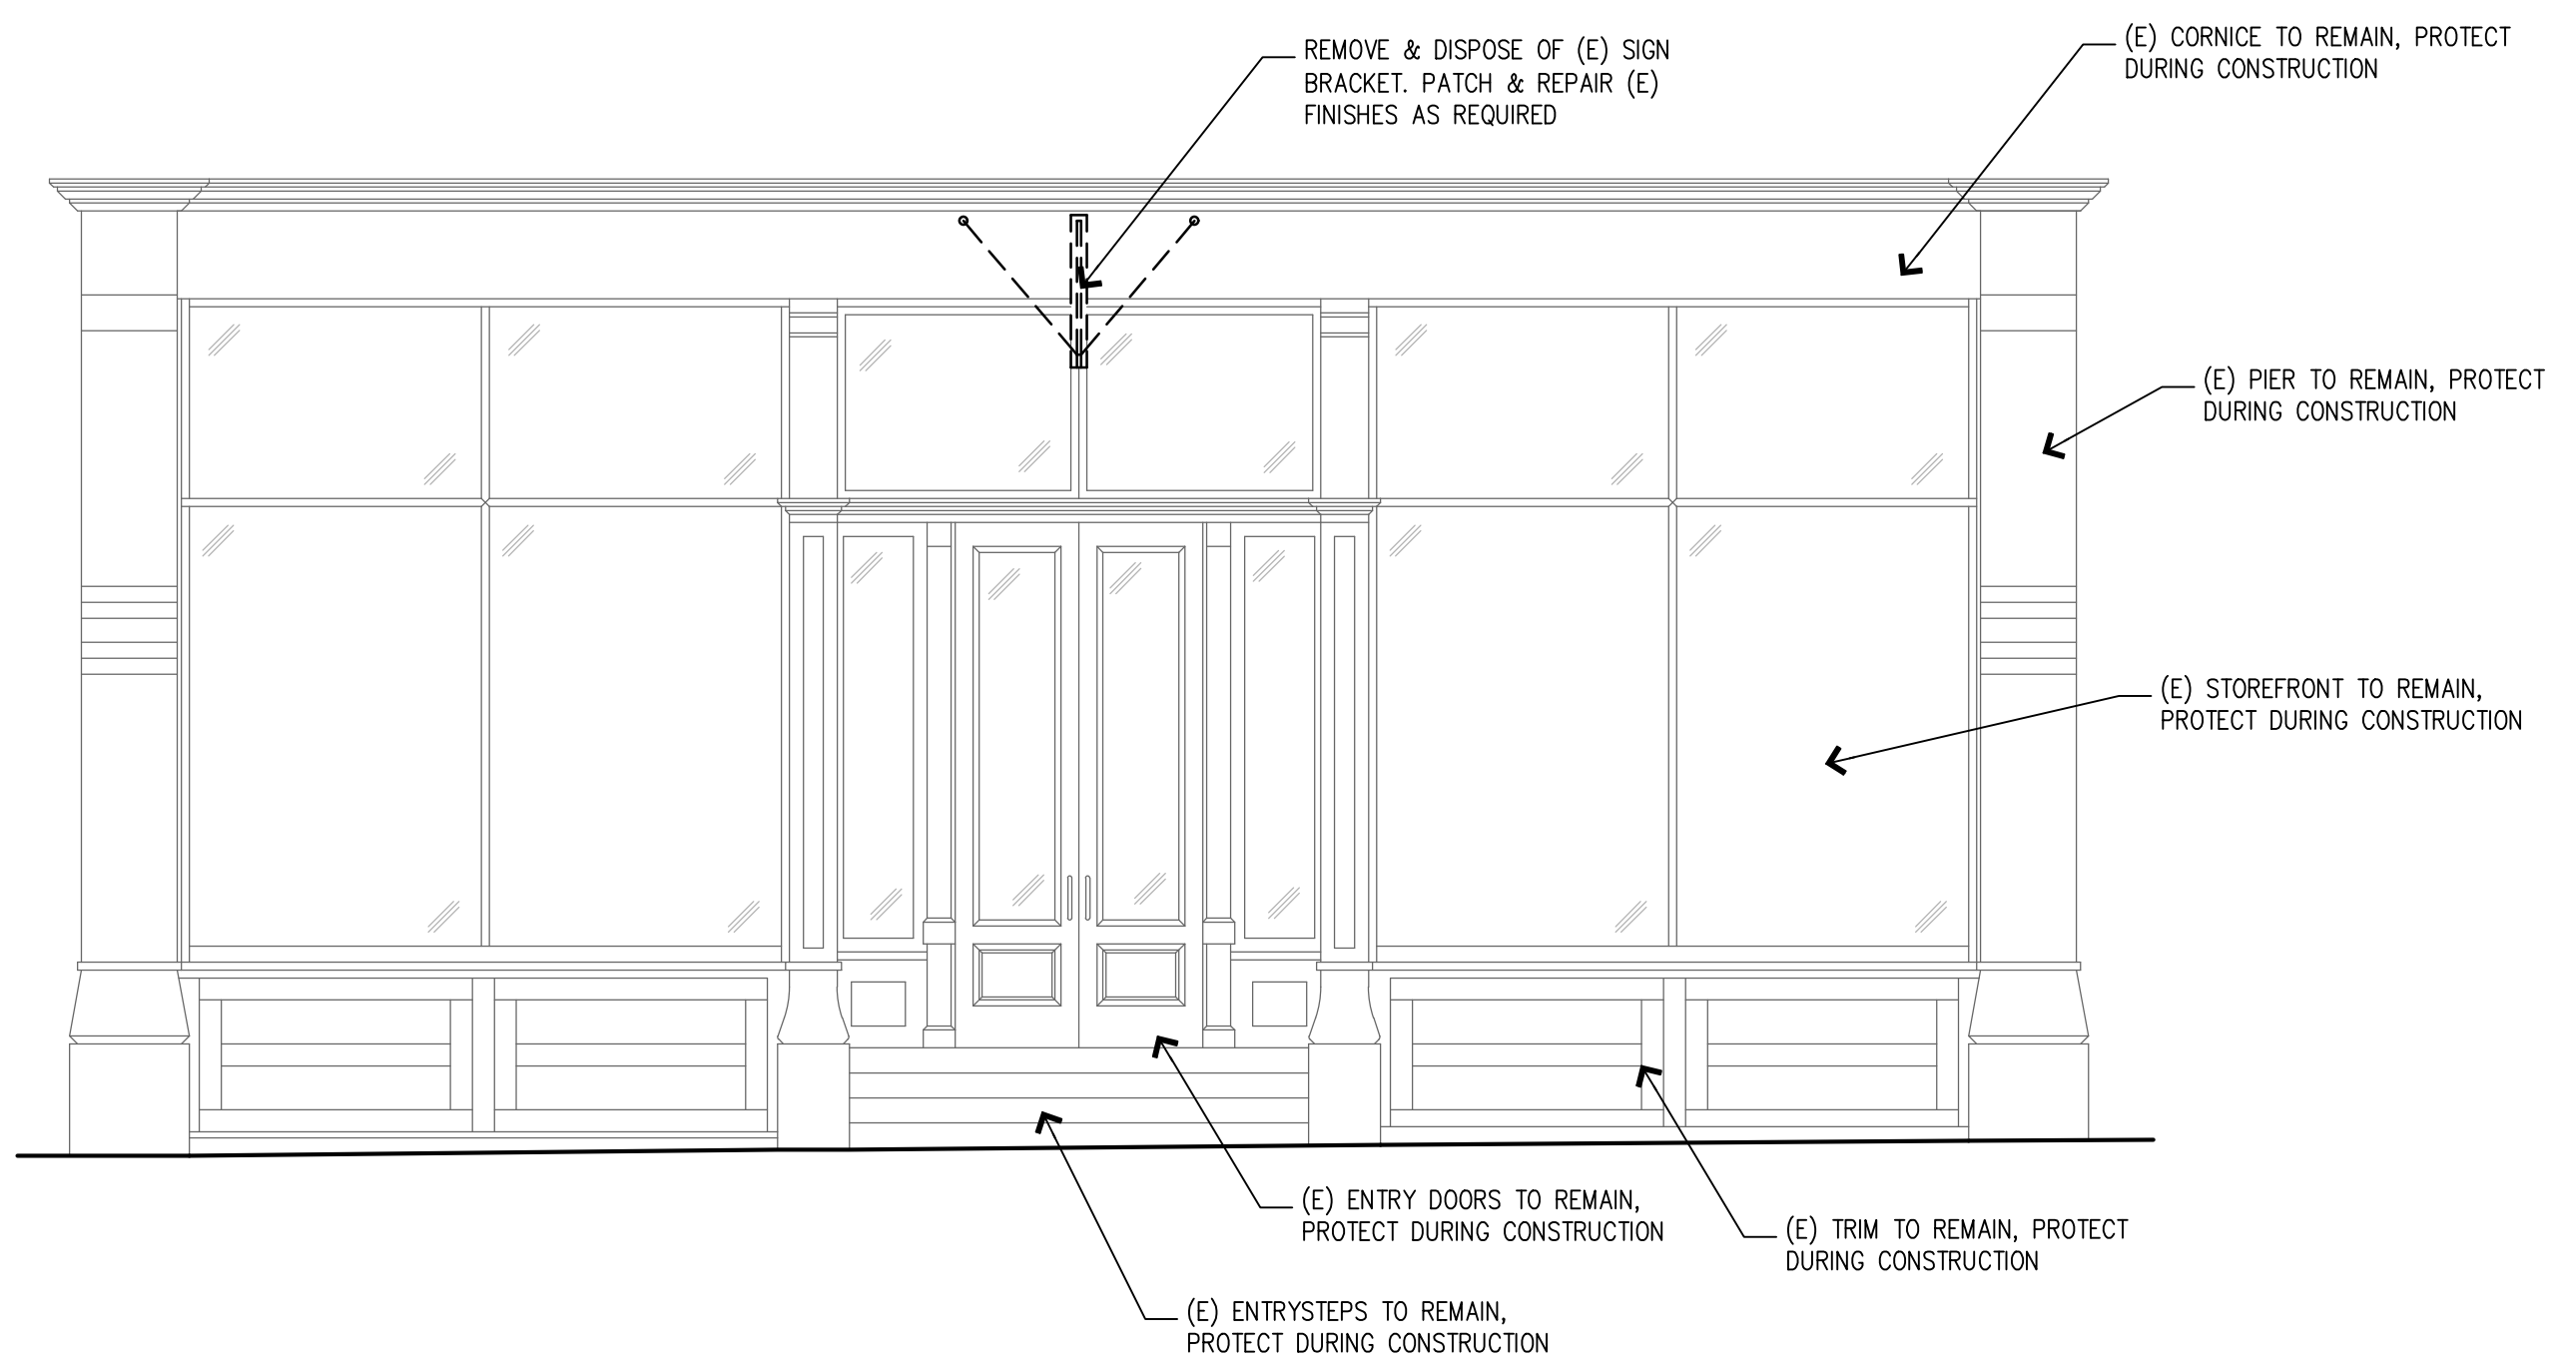 REMOVE & DISPOSE OF (E) SIGN
BRACKET. PATCH & REPAIR (E)
FINISHES AS REQUIRED
(E) CORNICE TO REMAIN, PROTECT
DURING CONSTRUCTION
(E) PIER TO REMAIN, PROTECT
DURING CONSTRUCTION
(E) STOREFRONT TO REMAIN,
PROTECT DURING CONSTRUCTION
(E) ENTRY DOORS TO REMAIN,
PROTECT DURING CONSTRUCTION
(E) TRIM TO REMAIN, PROTECT
DURING CONSTRUCTION
(E) ENTRYSTEPS TO REMAIN,
PROTECT DURING CONSTRUCTION